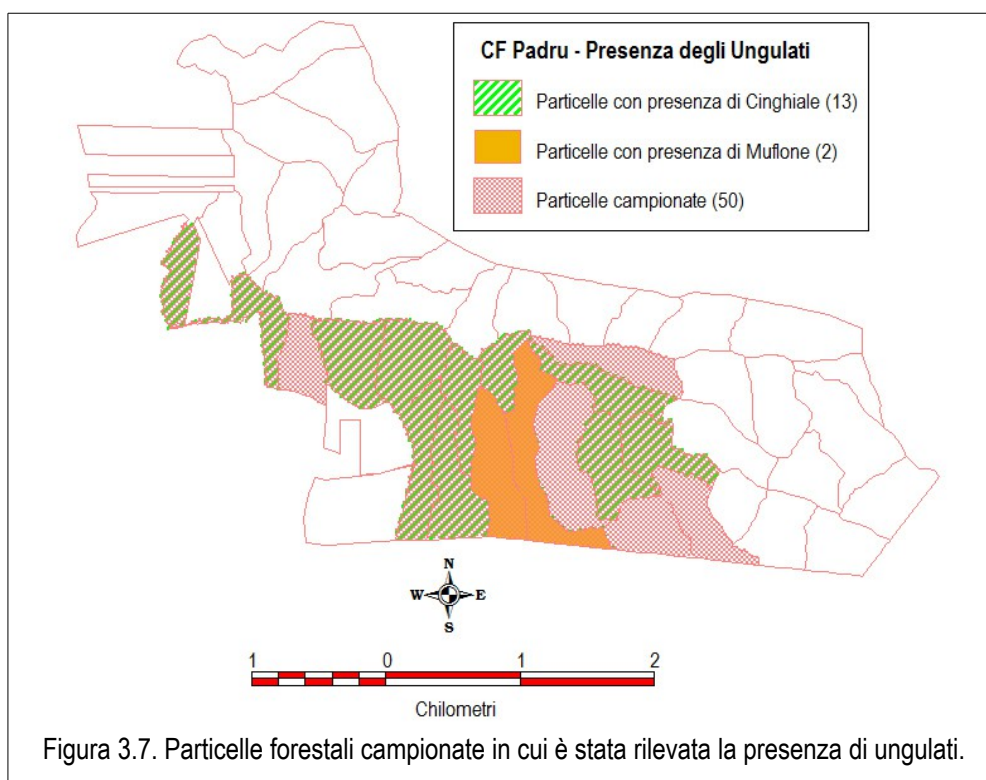 CF Padru - Presenza degli Ungulati
Particelle con presenza di Cinghiale (13)
Particelle con presenza di Muflone (2)
Particelle campionate (50)
N
W E
S
1 0 1 2
Chilometri
Figura 3.7. Particelle forestali campionate in cui è stata rilevata la presenza di ungulati.